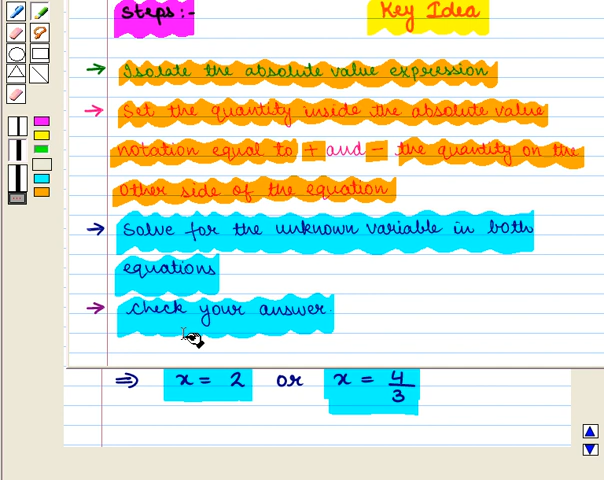 Steps :- Key Idea
→ Isolate the absolute value expression
→ Set the quantity inside the absolute value
notation equal to + and - the quantity on the
other side of the equation
→ Solve for the unknown variable in both
equations
→ Check your answer.
⇒ x = 2 or x = 4/3